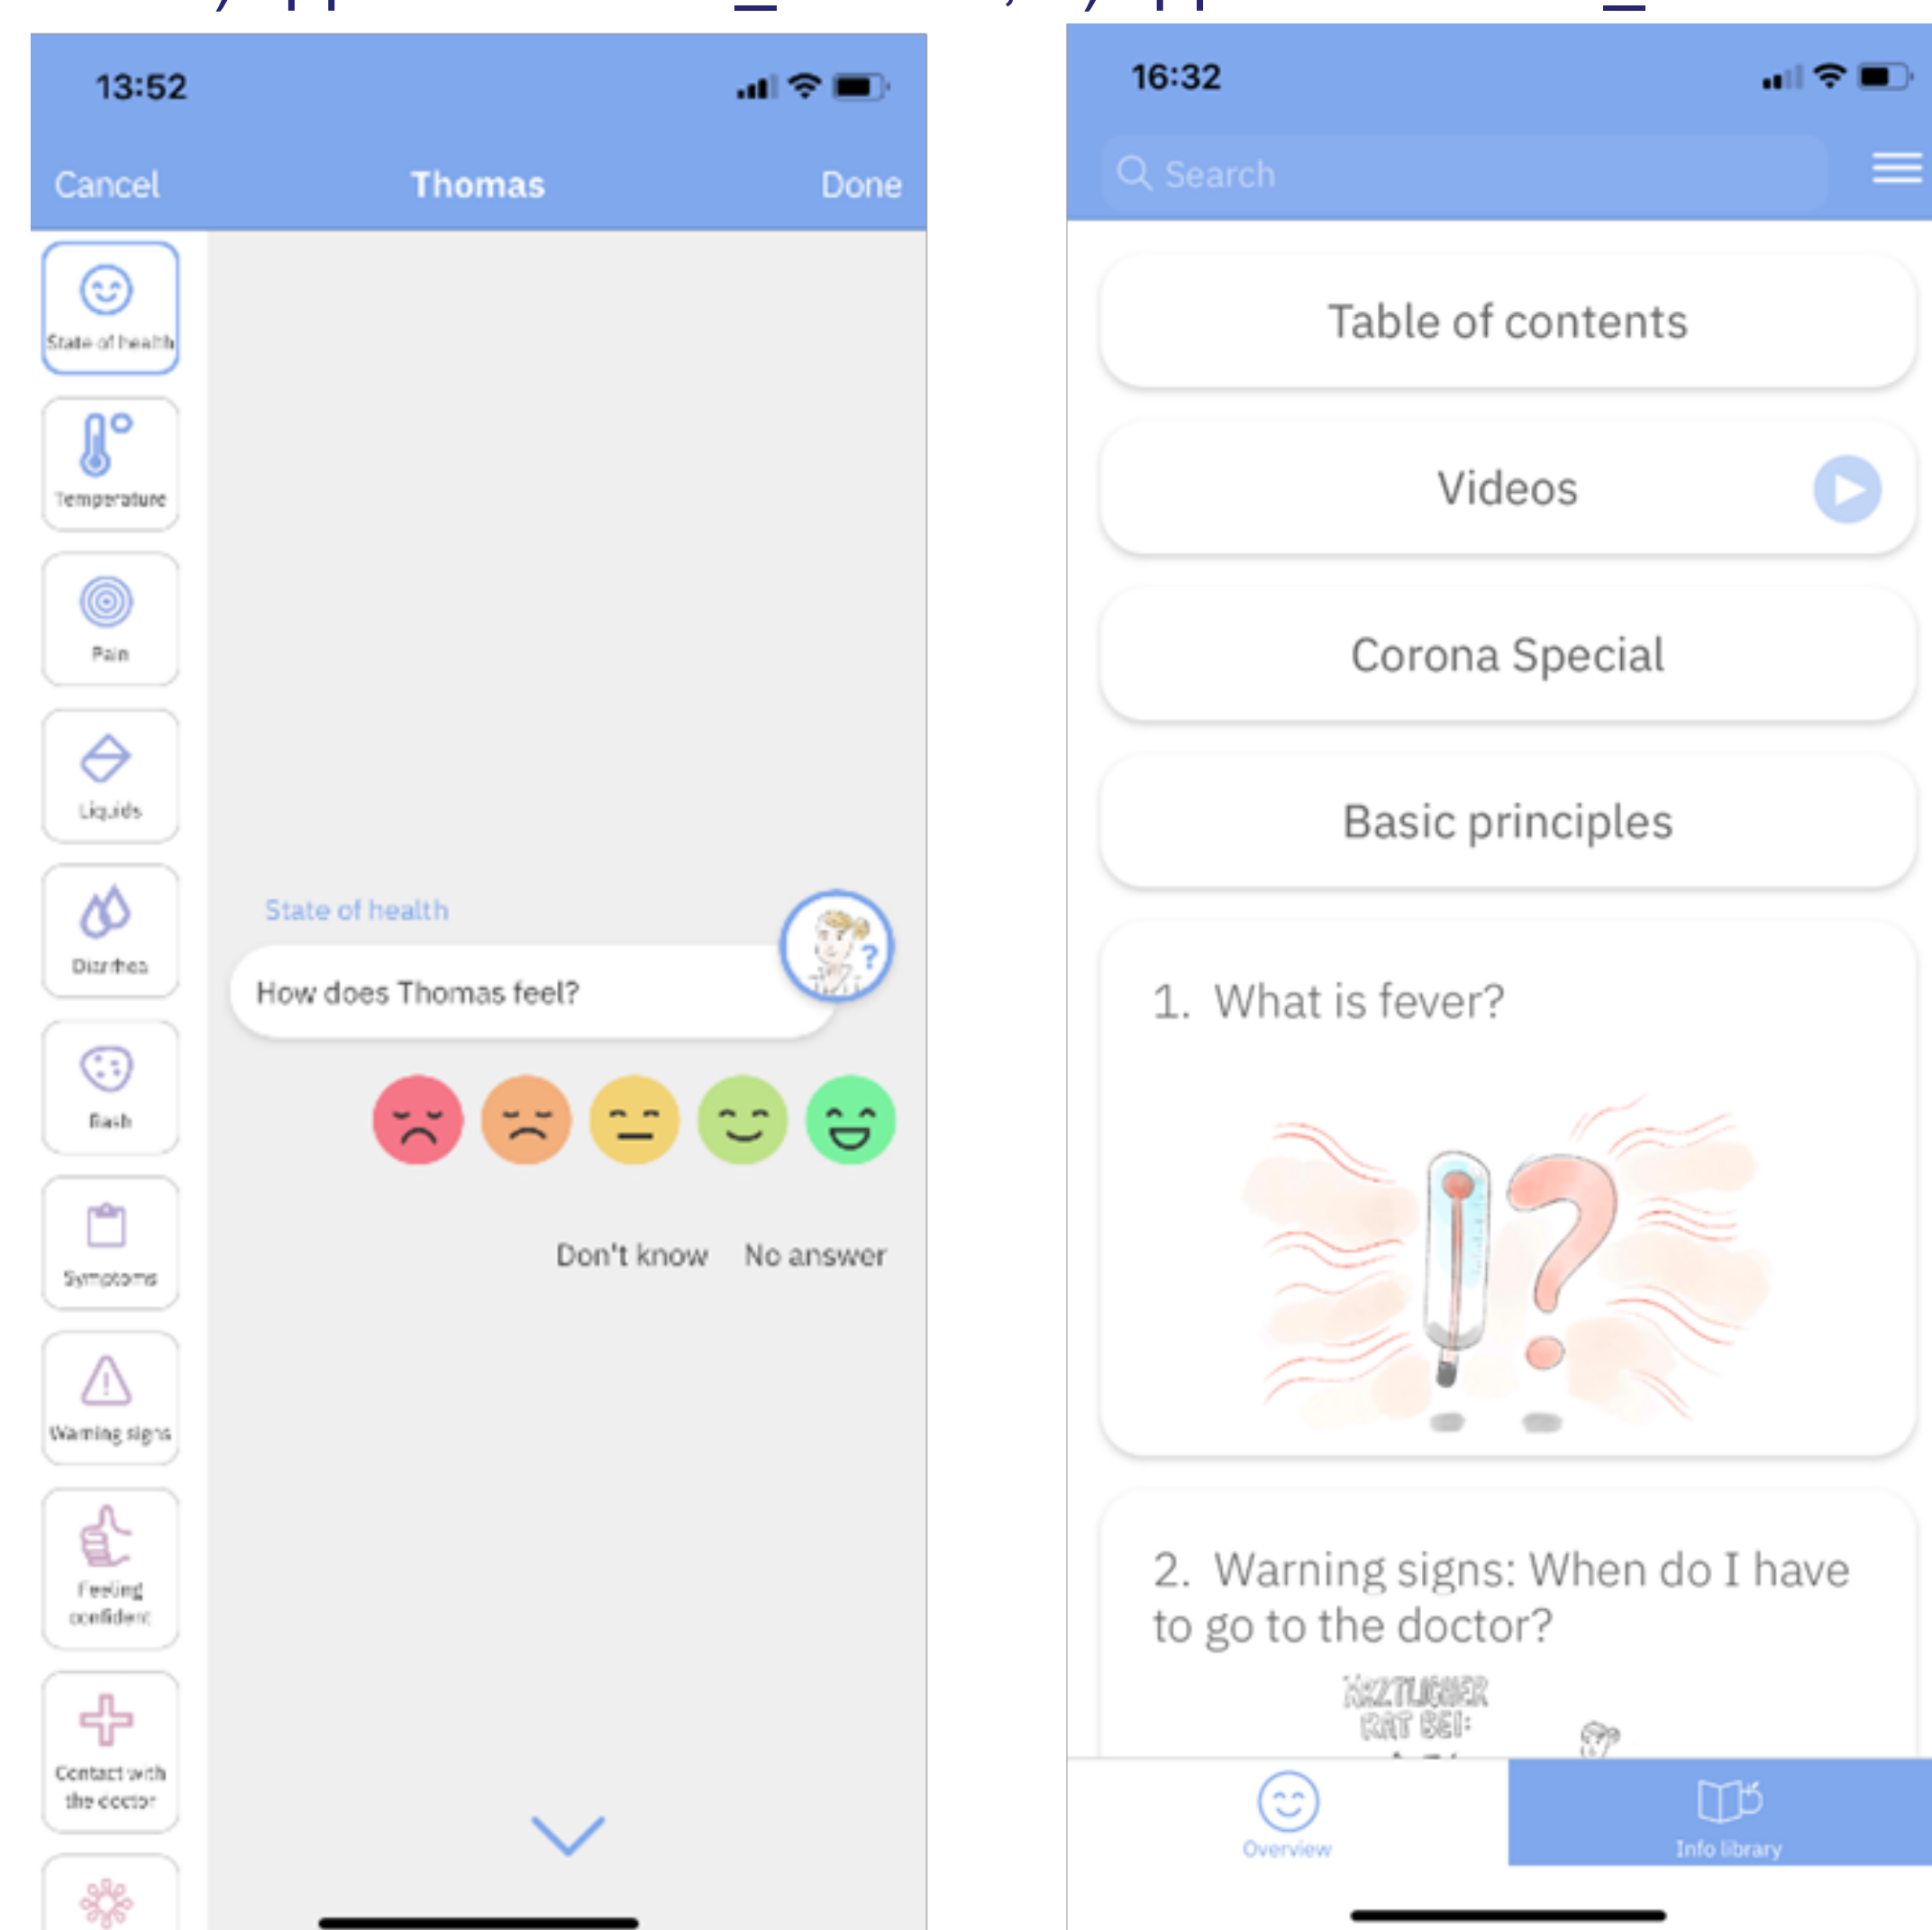 13:52
Cancel
Thomas
Done
State of health
Temperature
Pain
Liquids
Diarrhea
Rash
Symptoms
Warning signs
Feeling
confident
Contact with
the doctor
State of health
How does Thomas feel?
?
Don't know No answer
16:32
Search
Table of contents
Videos
Corona Special
Basic principles
1. What is fever?
2. Warning signs: When do I have
to go to the doctor?
ÄRZTLICHER
RAT BEI:
Overview
Info library